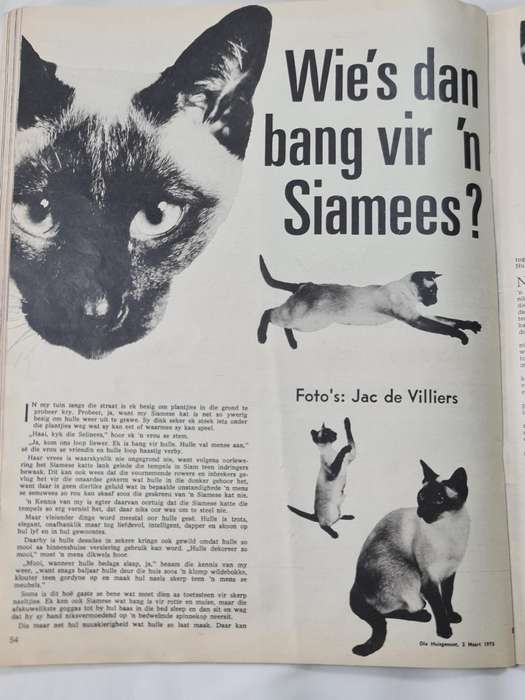 Wie's dan
bang vir 'n
Siamees?
Foto's: Jac de Villiers
IN my tuin langs die straat is ek besig om plantjies in die grond te
probeer kry. Probeer, ja, want my Siamese kat is net so ywerig
besig om hulle weer uit te grawe. Sy dink seker ek steek iets onder
die plantjies weg wat sy kan eet of waarmee sy kan speel.
„Haai, kyk die Seliness," hoor ek 'n vrou se stem.
„Ja, kom ons loop liewer. Ek is bang vir hulle. Hulle val mense aan,"
sê die vrou se vriendin en hulle loop haastig verby.
Haar vrees is waarskynlik nie ongegrond nie, want volgens oorlewe-
ring het Siamese katte lank gelede die tempels in Siam teen indringers
bewaak. Dit kan ook wees dat die voornemende rowers en inbrekers ge-
vlug het vir die onaardse gekerm wat hulle in die donker gehoor het,
want daar is geen aardse geluid wat in bepaalde omstandighede 'n mens
se senuwees so rou kan skaaf soos die geskreeu van 'n Siamese kat nie.
'n Kennis van my is egter daarvan oortuig dat die Siamese katte die
tempels so erg verniel het, dat daar niks oor was om te steel nie.
Maar vleiender dinge word meestal oor hulle gesê. Hulle is trots,
elegant, onafhanklik maar tog liefdevol, intelligent, dapper en skoon op
hul lyf en in hul gewoontes.
Daarby is hulle desdae in sekere kringe ook gewild omdat hulle so
mooi as binnenshuise versiering gebruik kan word. „Hulle dekoreer so
mooi," moet 'n mens dikwels hoor.
„Mooi, wanneer hulle bedags slaap, ja," beaam die kennis van my
weer, „want snags baljaar hulle deur die huis soos 'n klomp wildebokke,
klouter teen gordyne op en maak hul naels skerp teen 'n mens se
meubels."
Soms is dit hoë gaste se bene wat moet dien as toetssteen vir skerp
naeltjies. Ek ken ook Siamese wat bang is vir rotte en muise, maar die
afskuwelikste goggas tot by hul baas in die bed sleep en dan sit en wag
dat hy sy hand niksvermoedend op 'n bedwelmde spinnekop neersit.
Dis maar net hul nuuskierigheid wat hulle so laat maak. Daar kan
54
Die Huisgenoot, 2 Maart 1973